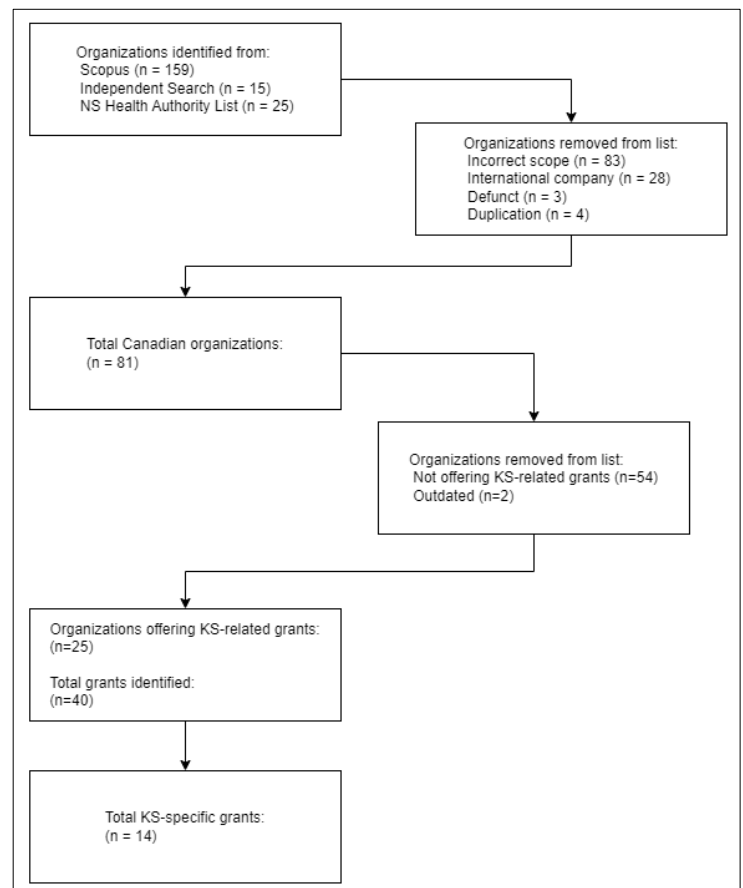 Organizations identified from:
Scopus (n = 159)
Independent Search (n = 15)
NS Health Authority List (n = 25)
Organizations removed from list:
Incorrect scope (n = 83)
International company (n = 28)
Defunct (n = 3)
Duplication (n = 4)
Total Canadian organizations:
(n = 81)
Organizations removed from list:
Not offering KS-related grants (n=54)
Outdated (n=2)
Organizations offering KS-related grants:
(n=25)
Total grants identified:
(n=40)
Total KS-specific grants:
(n = 14)